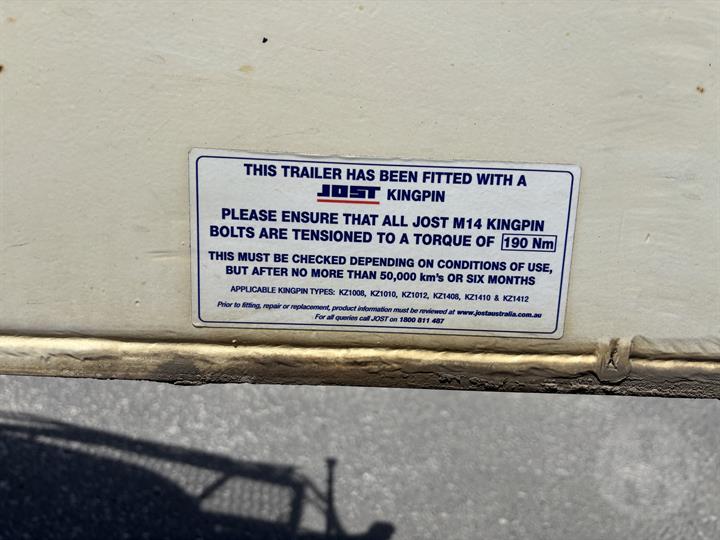 THIS TRAILER HAS BEEN FITTED WITH A
JOST KINGPIN
PLEASE ENSURE THAT ALL JOST M14 KINGPIN
BOLTS ARE TENSIONED TO A TORQUE OF 190 Nm
THIS MUST BE CHECKED DEPENDING ON CONDITIONS OF USE,
BUT AFTER NO MORE THAN 50,000 km's OR SIX MONTHS
APPLICABLE KINGPIN TYPES: KZ1008, KZ1010, KZ1012, KZ1408, KZ1410 & KZ1412
Prior to fitting, repair or replacement, product information must be reviewed at www.jostaustralia.com.au
For all queries call JOST on 1800 811 487